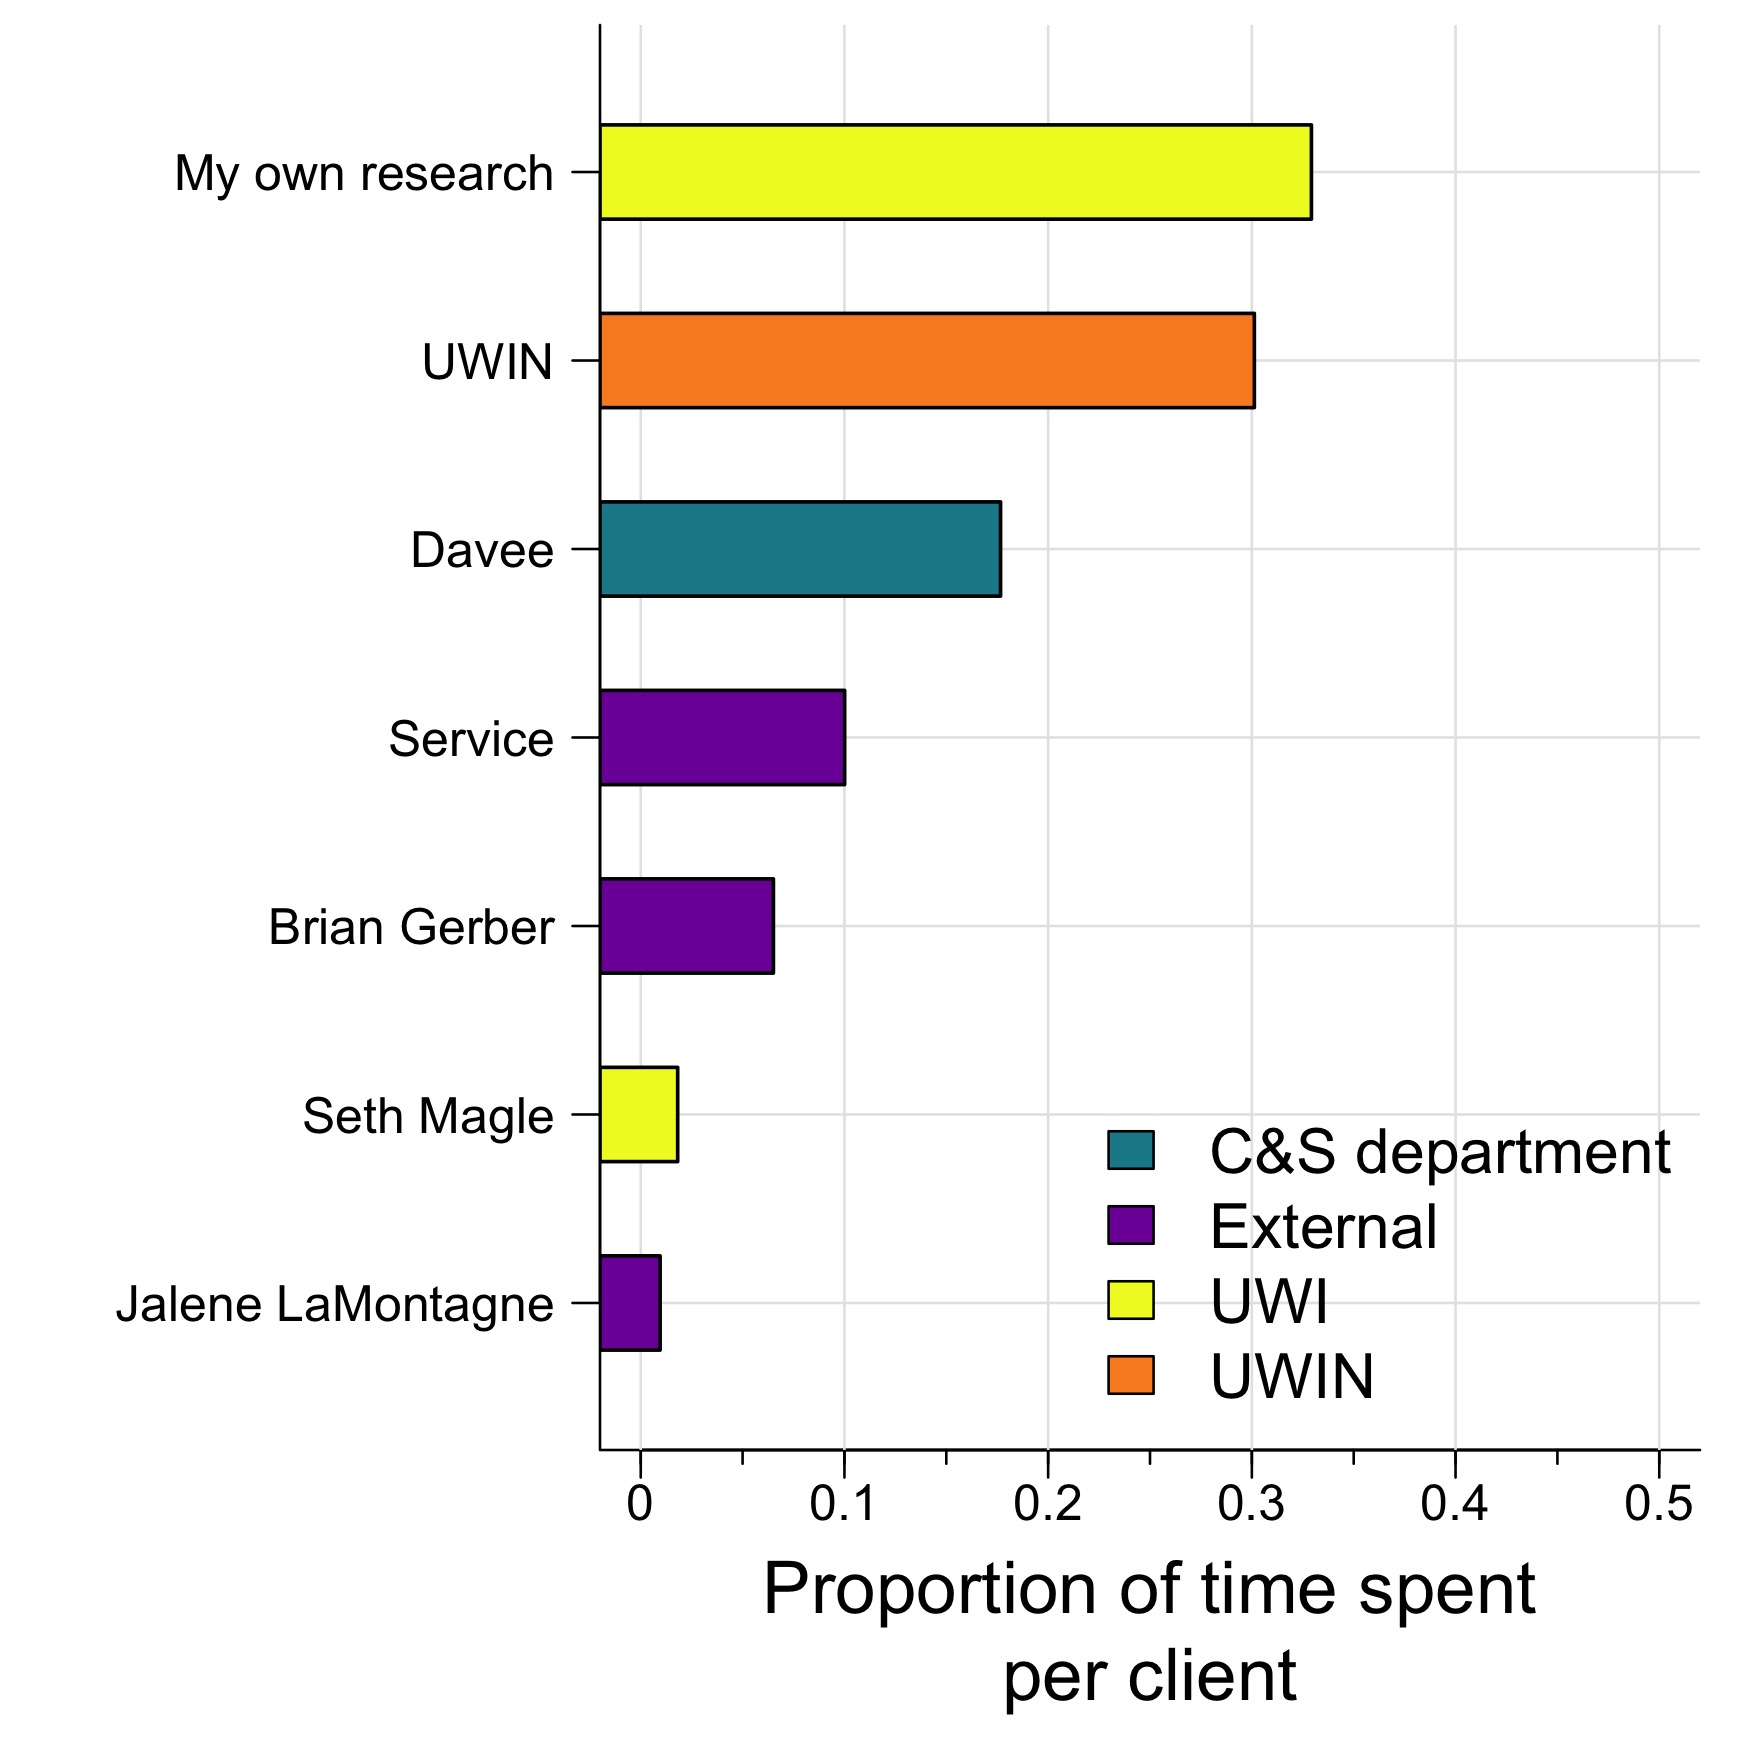 My own research
UWIN
Davee
Service
Brian Gerber
Seth Magle
Jalene LaMontagne
C&S department
External
UWI
UWIN
0 0.1 0.2 0.3 0.4 0.5
Proportion of time spent
per client